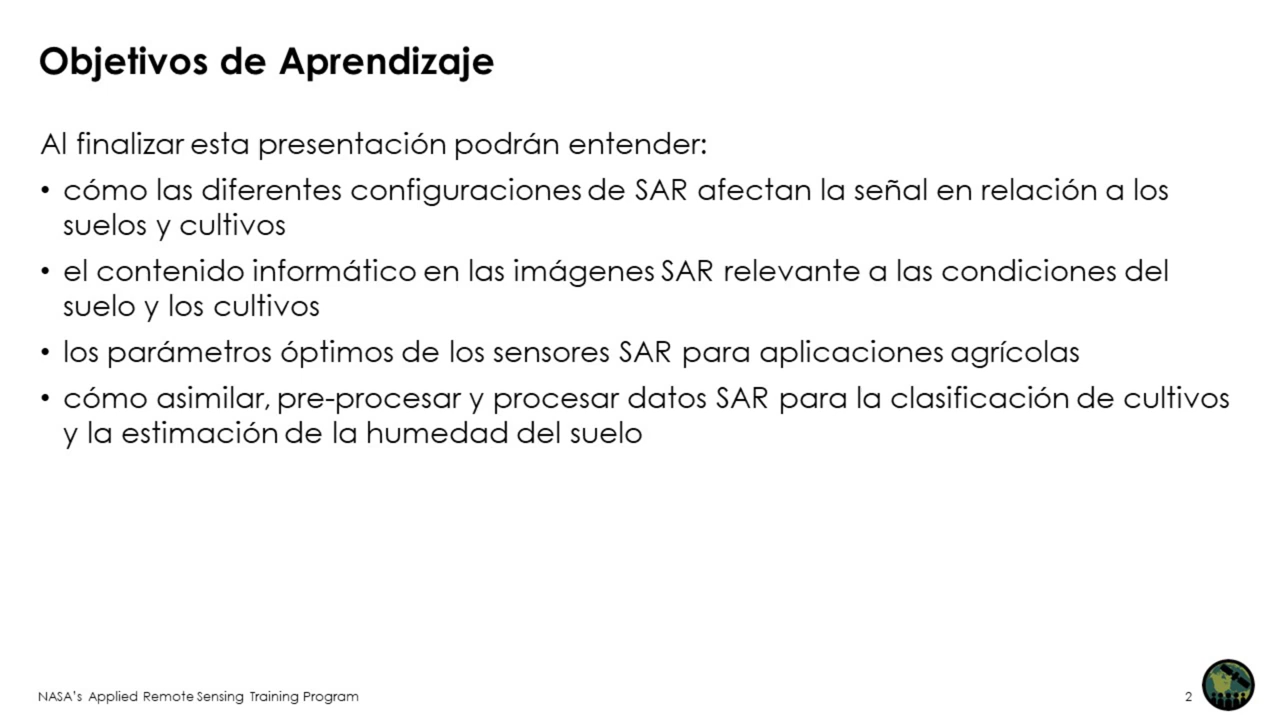 Objetivos de Aprendizaje
Al finalizar esta presentación podrán entender:
• cómo las diferentes configuraciones de SAR afectan la señal en relación a los
suelos y cultivos
• el contenido informático en las imágenes SAR relevante a las condiciones del
suelo y los cultivos
• los parámetros óptimos de los sensores SAR para aplicaciones agrícolas
• cómo asimilar, pre-procesar y procesar datos SAR para la clasificación de cultivos
y la estimación de la humedad del suelo
NASA's Applied Remote Sensing Training Program
2